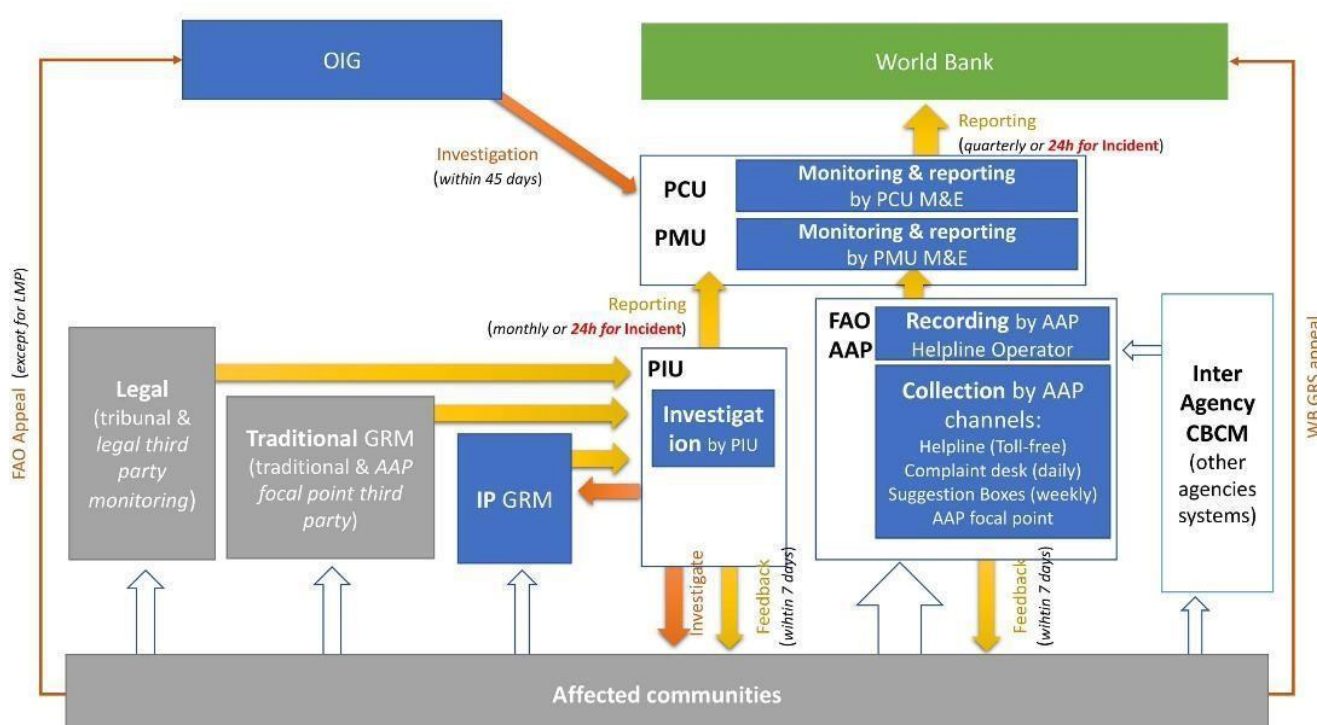 OIG
World Bank
Reporting
(quarterly or 24h for Incident)
Investigation
(within 45 days)
PCU
Monitoring & reporting
by PCU M&E
PMU
Monitoring & reporting
by PMU M&E
FAO Appeal (except for LMP)
WB GRS appeal
Reporting
(monthly or 24h for Incident)
Legal
(tribunal &
legal third
party
monitoring)
Traditional GRM
(traditional & AAP
focal point third
party)
IP GRM
PIU
Investigat
ion by PIU
FAO
AAP
Recording by AAP
Helpline Operator
Collection by AAP
channels:
Helpline (Toll-free)
Complaint desk (daily)
Suggestion Boxes (weekly)
AAP focal point
Inter
Agency
CBCM
(other
agencies
systems)
Investigate
Feedback
(wihtin 7 days)
Feedback
(wihtin 7 days)
Affected communities